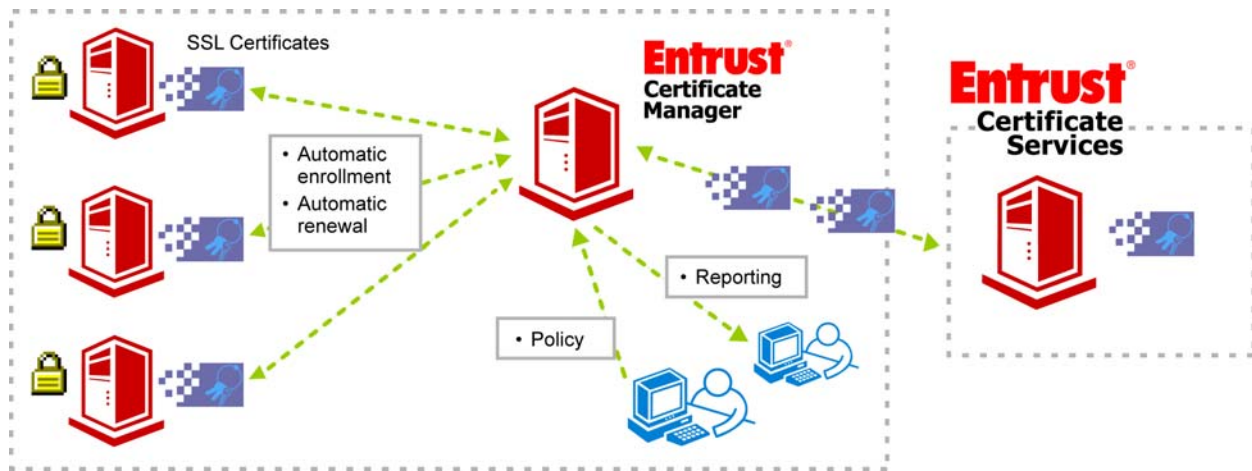 SSL Certificates
Entrust®
Certificate
Manager
Entrust®
Certificate
Services
• Automatic
enrollment
• Automatic
renewal
• Reporting
• Policy